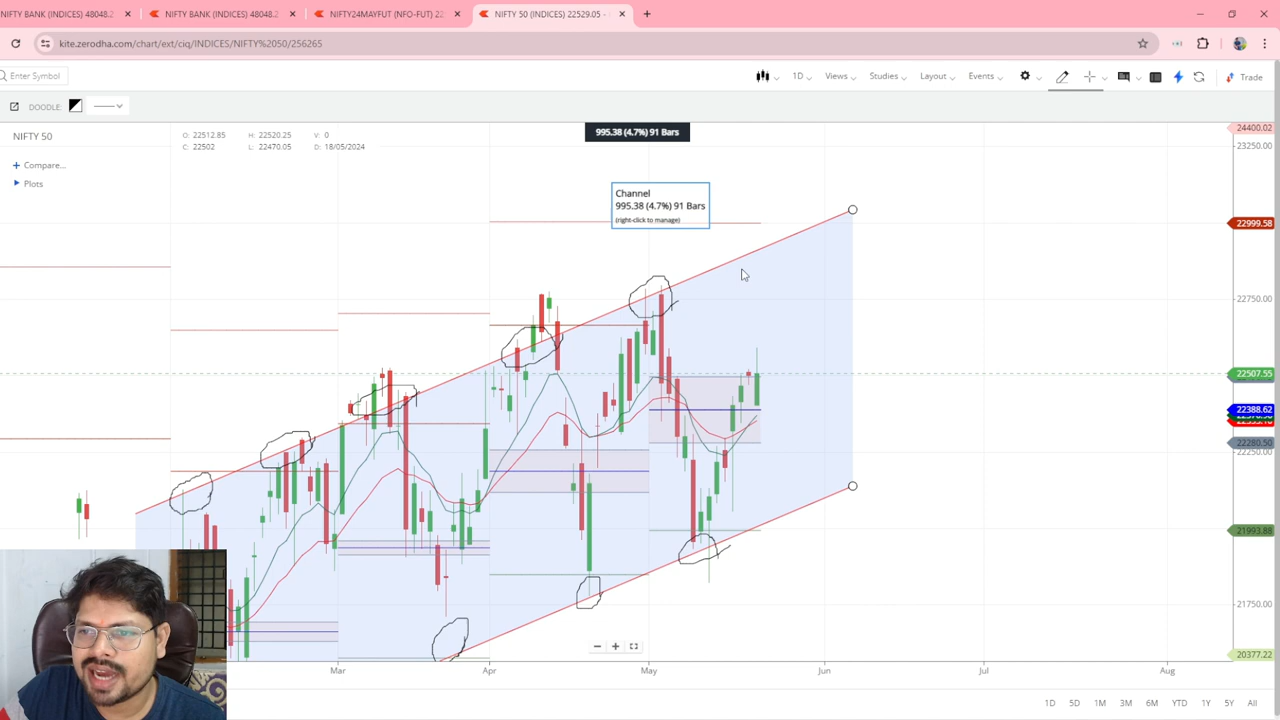 NIFTY BANK (INDICES) 48048.2
NIFTY BANK (INDICES) 48048.2
NIFTY24MAYFUT (NFO-FUT) 22
NIFTY 50 (INDICES) 22529.05 -
kite.zerodha.com/chart/ext/ciq/INDICES/NIFTY%2050/256265
Enter Symbol
1D
Views
Studies
Layout
Events
Trade
DOODLE:
NIFTY 50
O: 22512.85 H: 22520.25 V: 0
C: 22502 L: 22470.05 D: 18/05/2024
Compare...
Plots
995.38 (4.7%) 91 Bars
Channel
995.38 (4.7%) 91 Bars
(right-click to manage)
24400.02
23250.00
22999.58
22750.00
22507.55
22388.62
22280.50
22250.00
21993.88
21750.00
20377.22
Mar Apr May Jun Jul Aug
1D 5D 1M 3M 6M YTD 1Y 5Y All